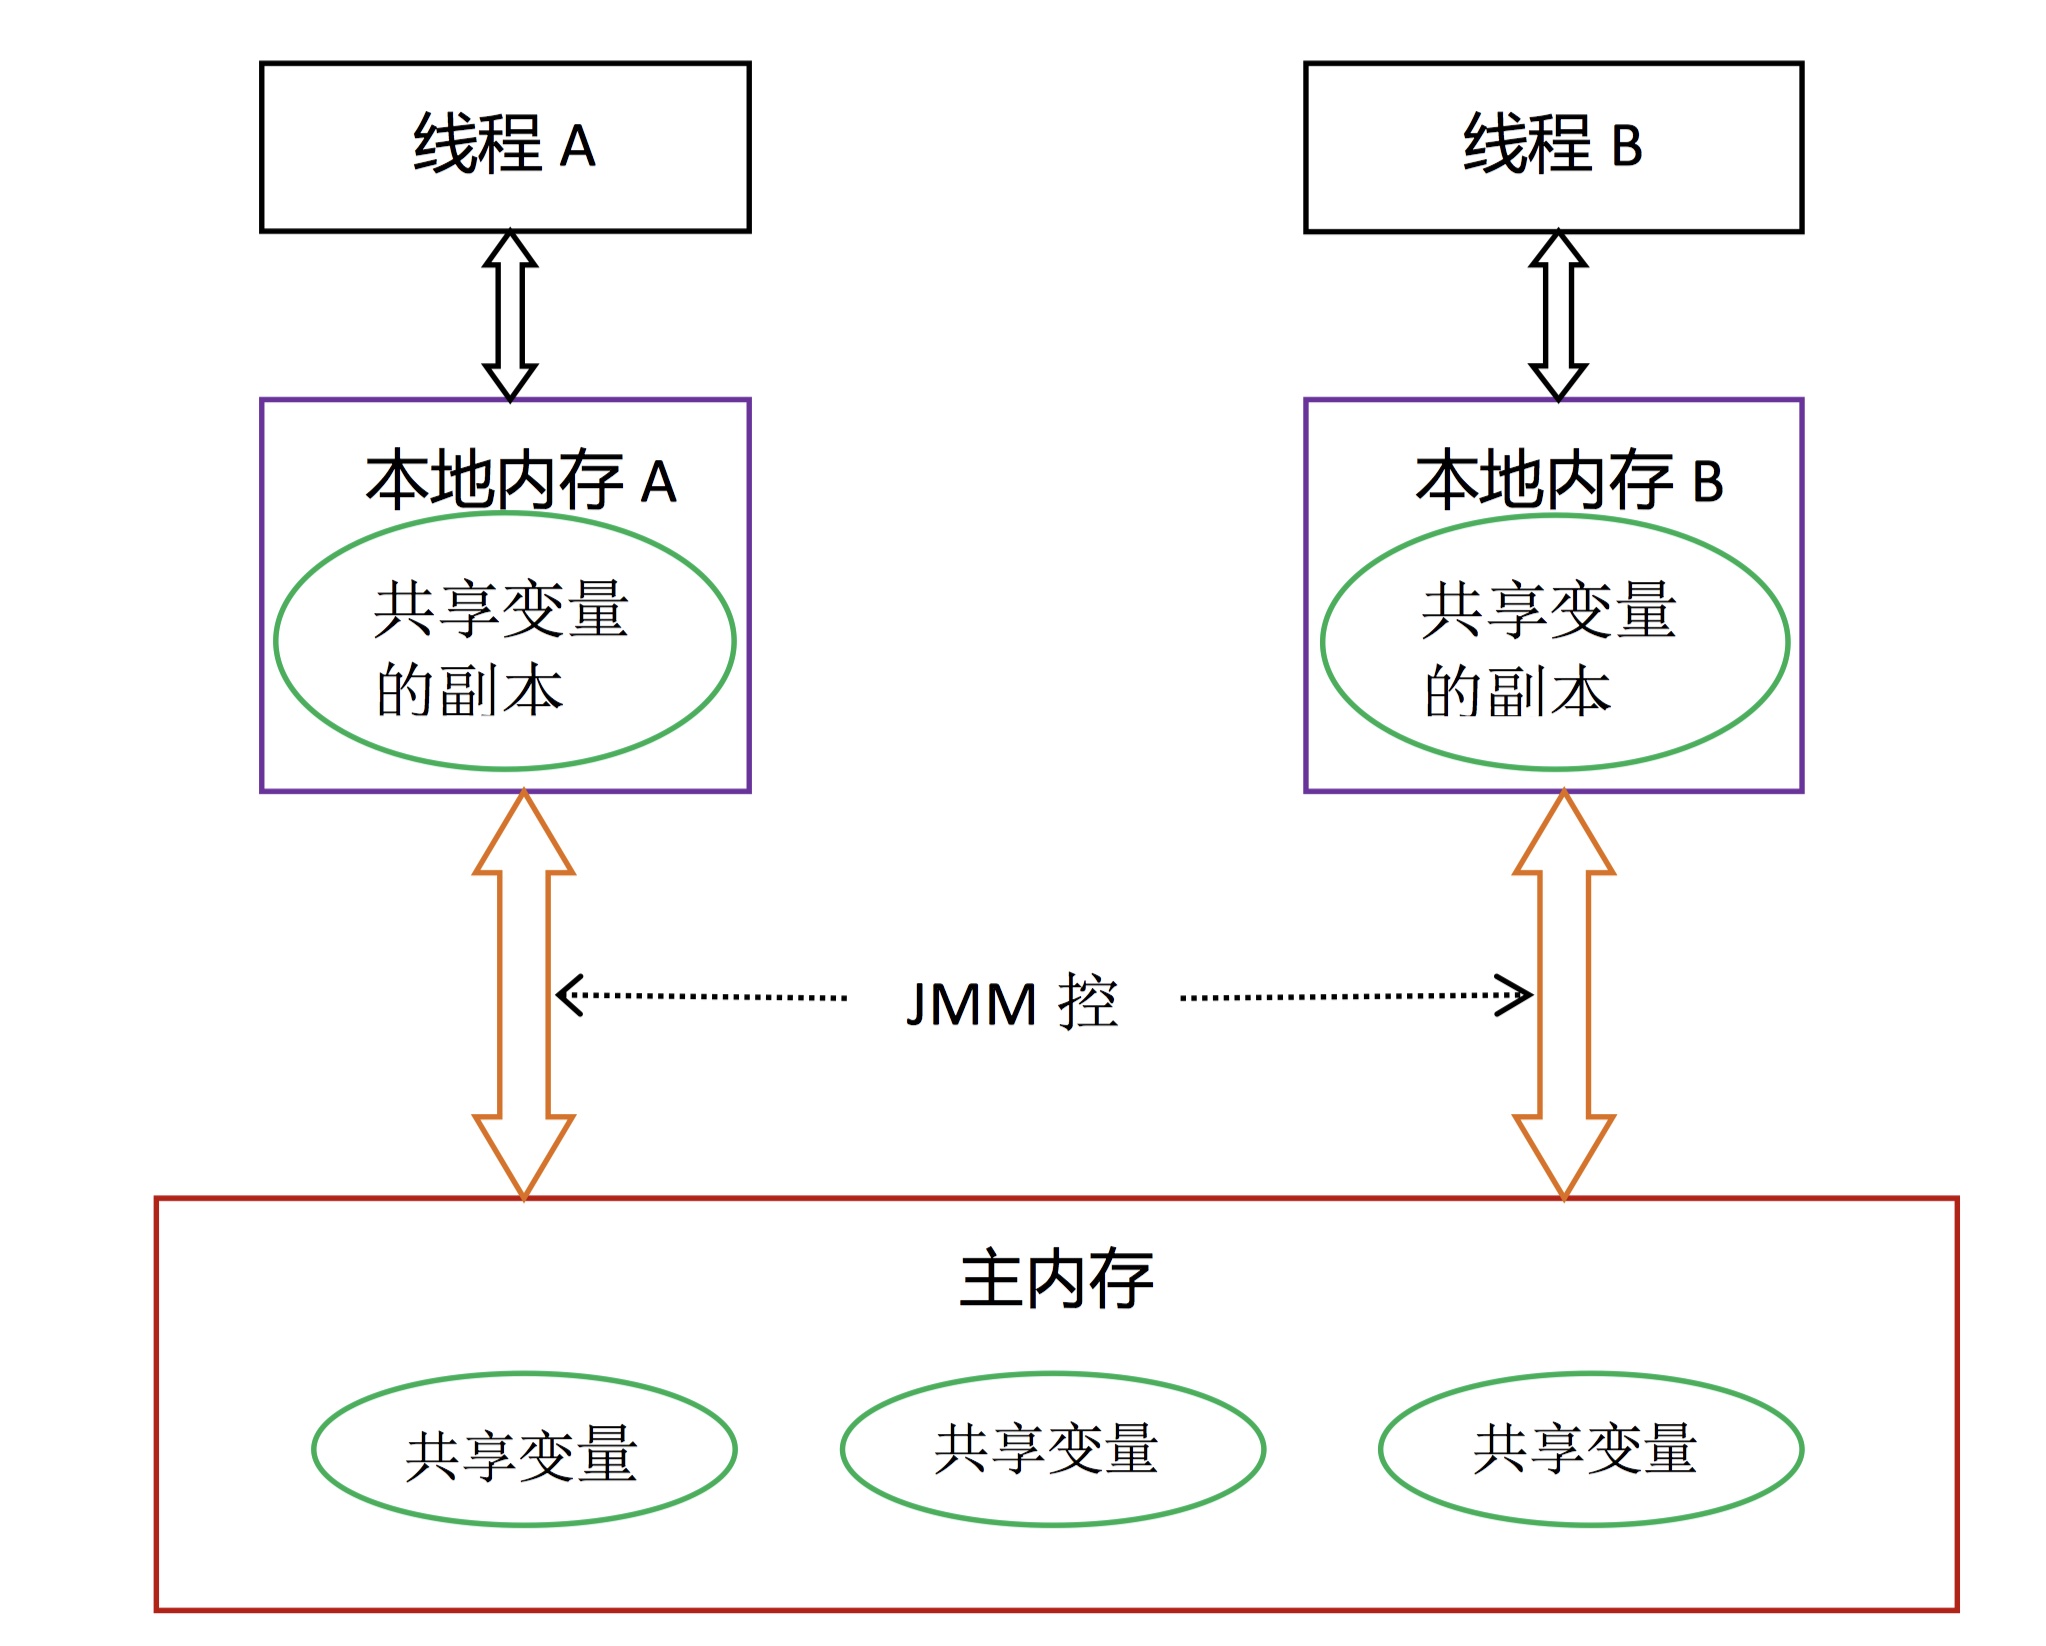 线程 A
线程 B
本地内存 A
共享变量
的副本
本地内存 B
共享变量
的副本
JMM 控
主内存
共享变量
共享变量
共享变量